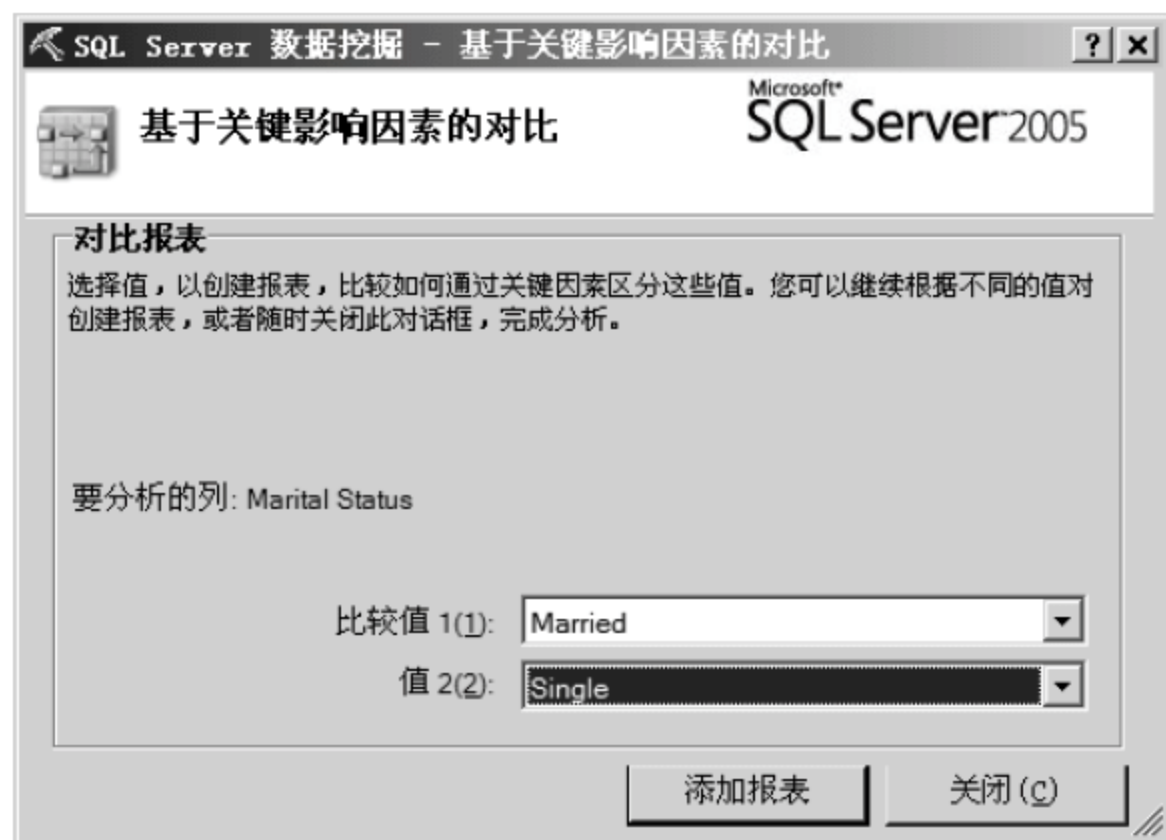 SQL Server 数据挖掘 - 基于关键影响因素的对比
基于关键影响因素的对比
Microsoft
SQL Server 2005
对比报表
选择值，以创建报表，比较如何通过关键因素区分这些值。您可以继续根据不同的值对
创建报表，或者随时关闭此对话框，完成分析。
要分析的列: Marital Status
比较值 1(1): Married
值 2(2): Single
添加报表 关闭(C)